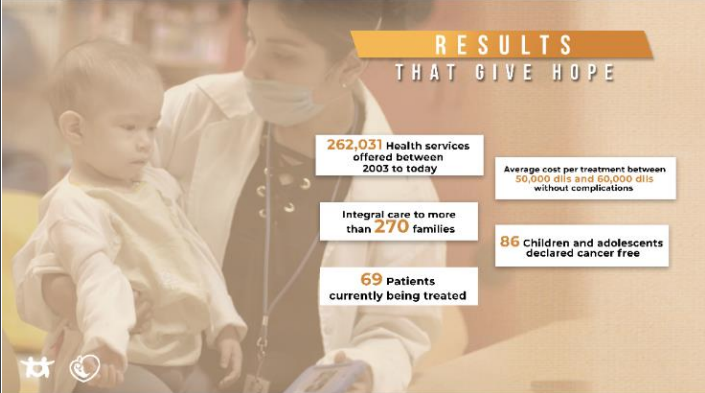 RESULTS
THAT GIVE HOPE
262,031 Health services
offered between
2003 to today
Average cost per treatment between
50,000 dlls and 60,000 dlls
without complications
Integral care to more
than 270 families
86 Children and adolescents
declared cancer free
69 Patients
currently being treated